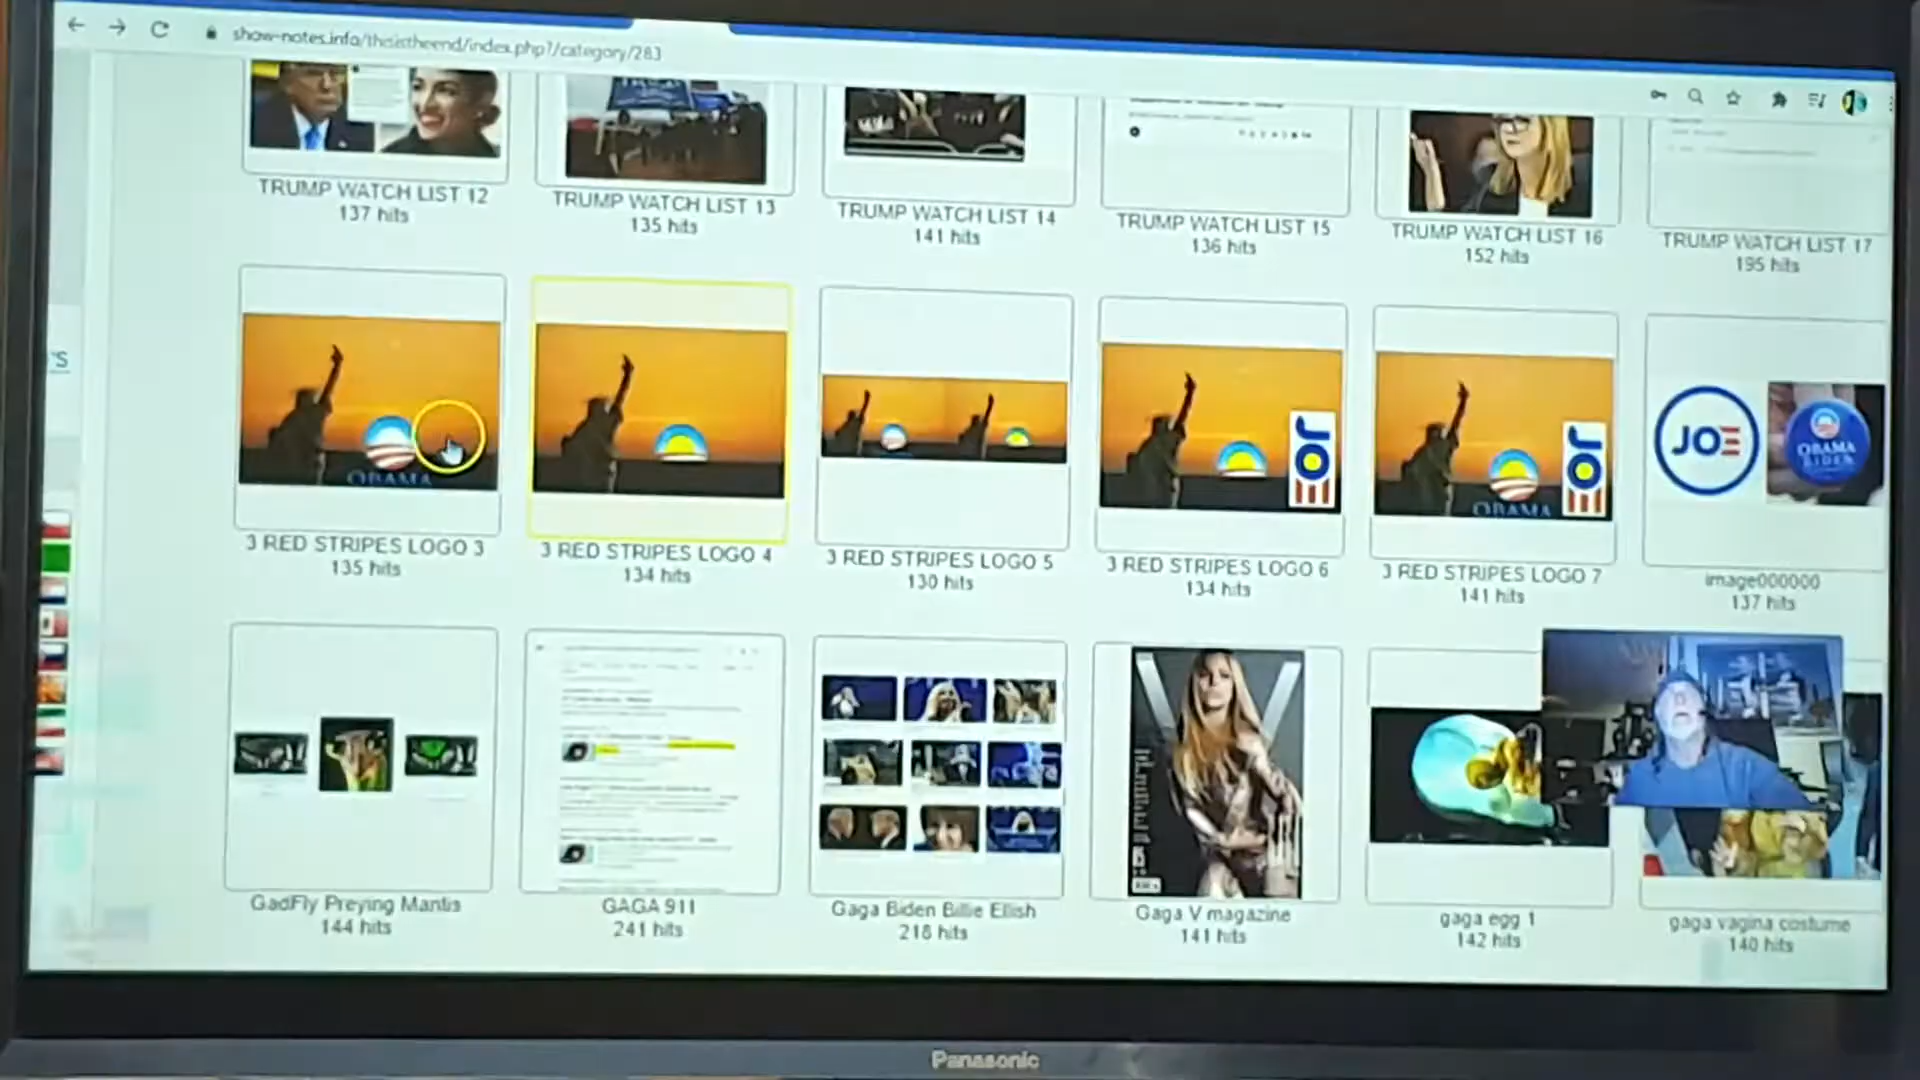 show-notes.info/thisistheend/index.php?/category/283
TRUMP WATCH LIST 12
137 hits
TRUMP WATCH LIST 13
135 hits
TRUMP WATCH LIST 14
141 hits
TRUMP WATCH LIST 15
136 hits
TRUMP WATCH LIST 16
152 hits
TRUMP WATCH LIST 17
195 hits
'S
OBAMA
JOE
JOE
OBAMA
JOE
OBAMA
BIDEN
3 RED STRIPES LOGO 3
135 hits
3 RED STRIPES LOGO 4
134 hits
3 RED STRIPES LOGO 5
130 hits
3 RED STRIPES LOGO 6
134 hits
3 RED STRIPES LOGO 7
141 hits
image000000
137 hits
V
GadFly Preying Mantis
144 hits
GAGA 911
241 hits
Gaga Biden Billie Eilish
218 hits
Gaga V magazine
141 hits
gaga egg 1
142 hits
gaga vagina costume
140 hits
Panasonic